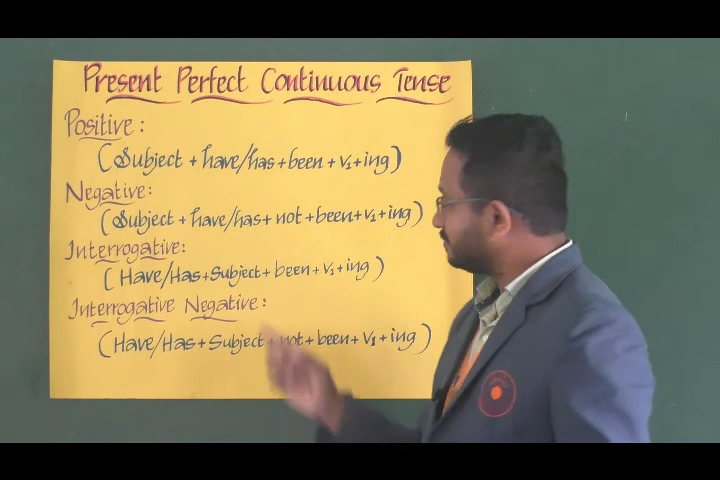 Present Perfect Continuous Tense
Positive:
(Subject + have/has + been + v₁ + ing)
Negative:
(Subject + have/has + not + been + v₁ + ing)
Interrogative:
(Have/Has + Subject + been + v₁ + ing)
Interrogative Negative:
(Have/Has + Subject + not + been + v₁ + ing)